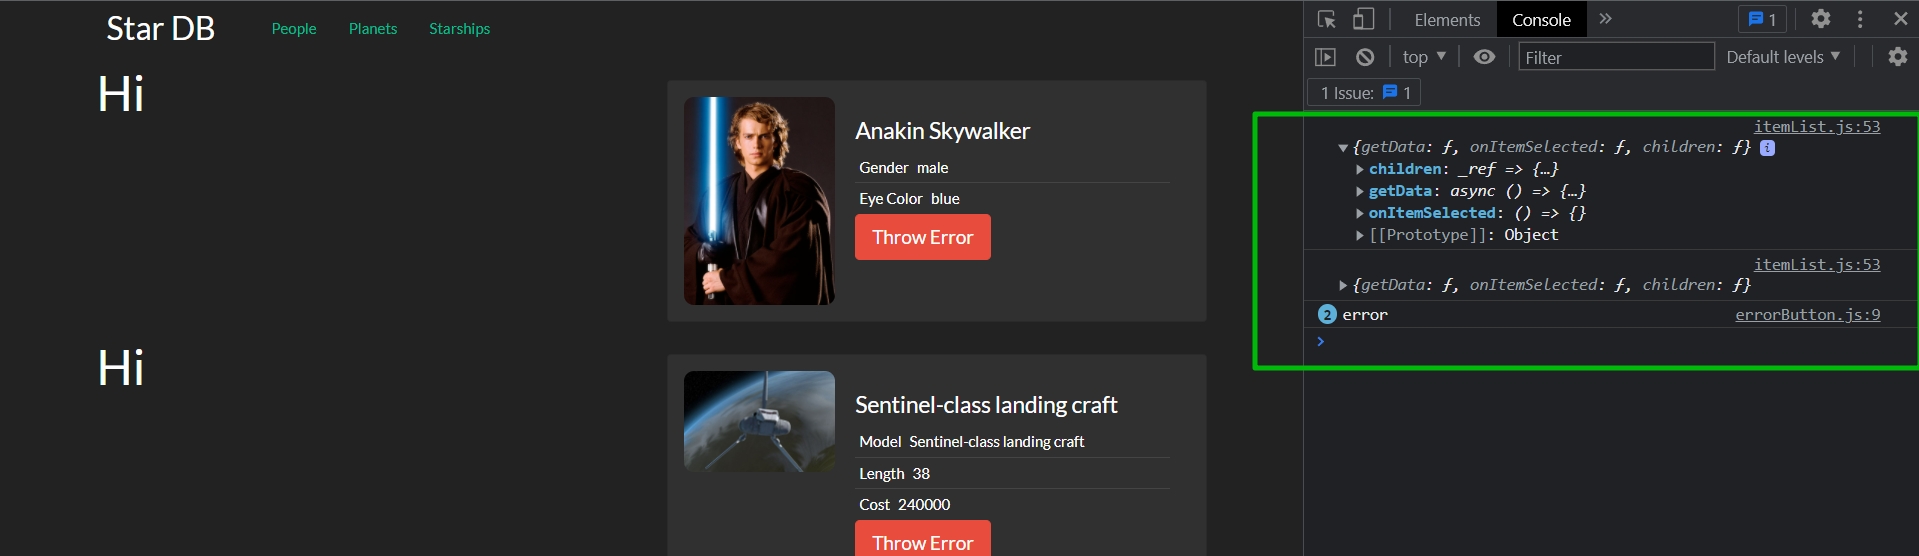 Star DB People Planets Starships
Hi
Anakin Skywalker
Gender male
Eye Color blue
Throw Error
Hi
Sentinel-class landing craft
Model Sentinel-class landing craft
Length 38
Cost 240000
Throw Error
Elements Console 1
top Filter Default levels
1 Issue: 1
itemList.js:53
{getData: ƒ, onItemSelected: ƒ, children: ƒ} i
children: _ref => {…}
getData: async () => {…}
onItemSelected: () => {}
[[Prototype]]: Object
itemList.js:53
{getData: ƒ, onItemSelected: ƒ, children: ƒ}
2 error errorButton.js:9